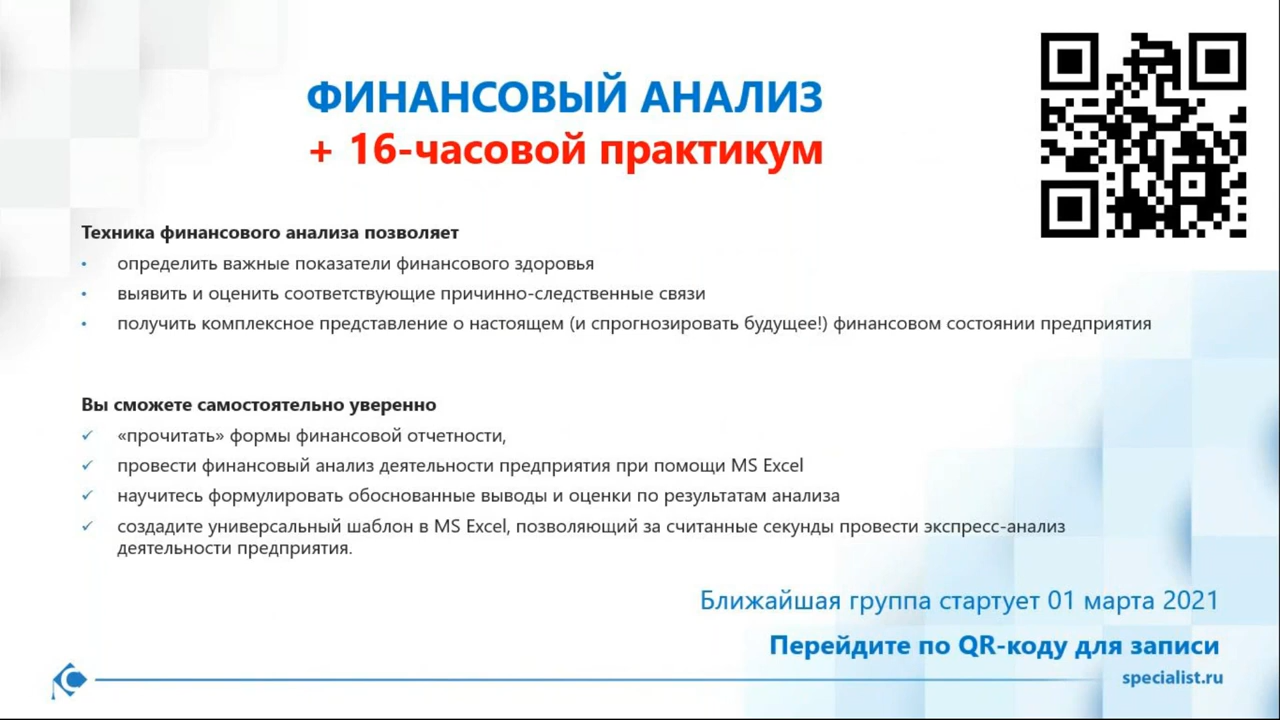 ФИНАНСОВЫЙ АНАЛИЗ
+ 16-часовой практикум
Техника финансового анализа позволяет
• определить важные показатели финансового здоровья
• выявить и оценить соответствующие причинно-следственные связи
• получить комплексное представление о настоящем (и спрогнозировать будущее!) финансовом состоянии предприятия
Вы сможете самостоятельно уверенно
✓ «прочитать» формы финансовой отчетности,
✓ провести финансовый анализ деятельности предприятия при помощи MS Excel
✓ научитесь формулировать обоснованные выводы и оценки по результатам анализа
✓ создадите универсальный шаблон в MS Excel, позволяющий за считанные секунды провести экспресс-анализ
деятельности предприятия.
Ближайшая группа стартует 01 марта 2021
Перейдите по QR-коду для записи
specialist.ru